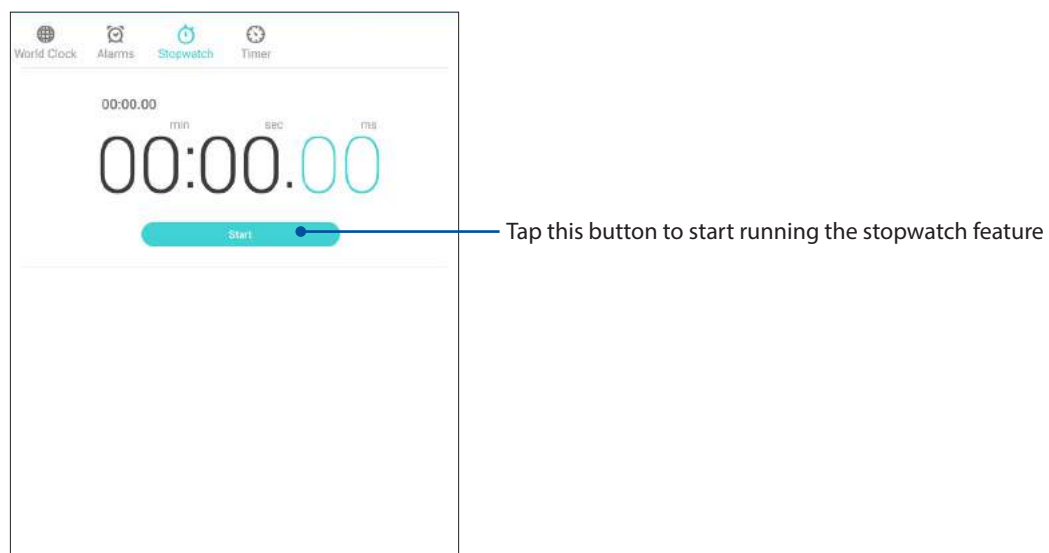 World Clock Alarms Stopwatch Timer
00:00.00
min sec ms
00:00.00
Start
Tap this button to start running the stopwatch feature